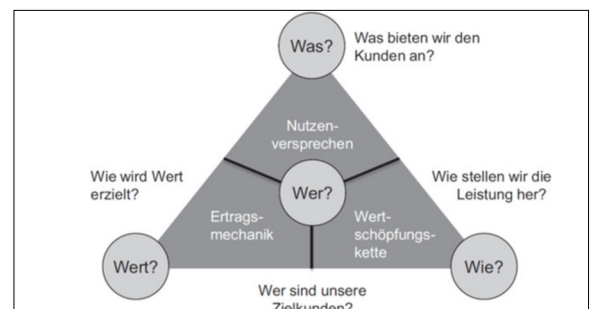 Was?
Was bieten wir den
Kunden an?
Nutzen-
versprechen
Wie wird Wert
erzielt?
Wer?
Wie stellen wir die
Leistung her?
Ertrags-
mechanik
Wert-
schöpfungs-
kette
Wert?
Wie?
Wer sind unsere
Zielkunden?